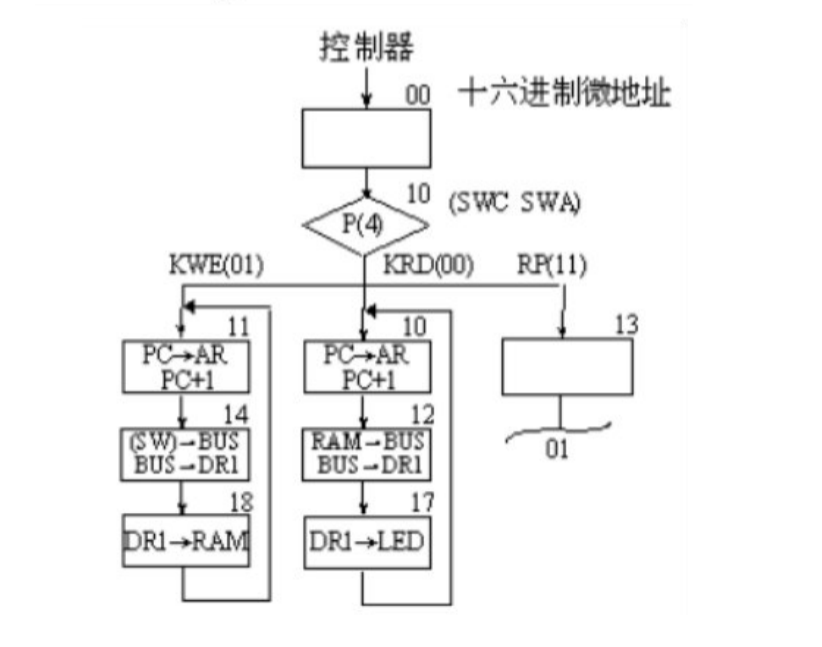 控制器
00 十六进制微地址
10 (SWC SWA)
P(4)
KWE(01) KRD(00) RP(11)
11 10 13
PC→AR
PC+1
PC→AR
PC+1
14 12
(SW)→BUS
BUS→DR1
RAM→BUS
BUS→DR1
01
18 17
DR1→RAM
DR1→LED